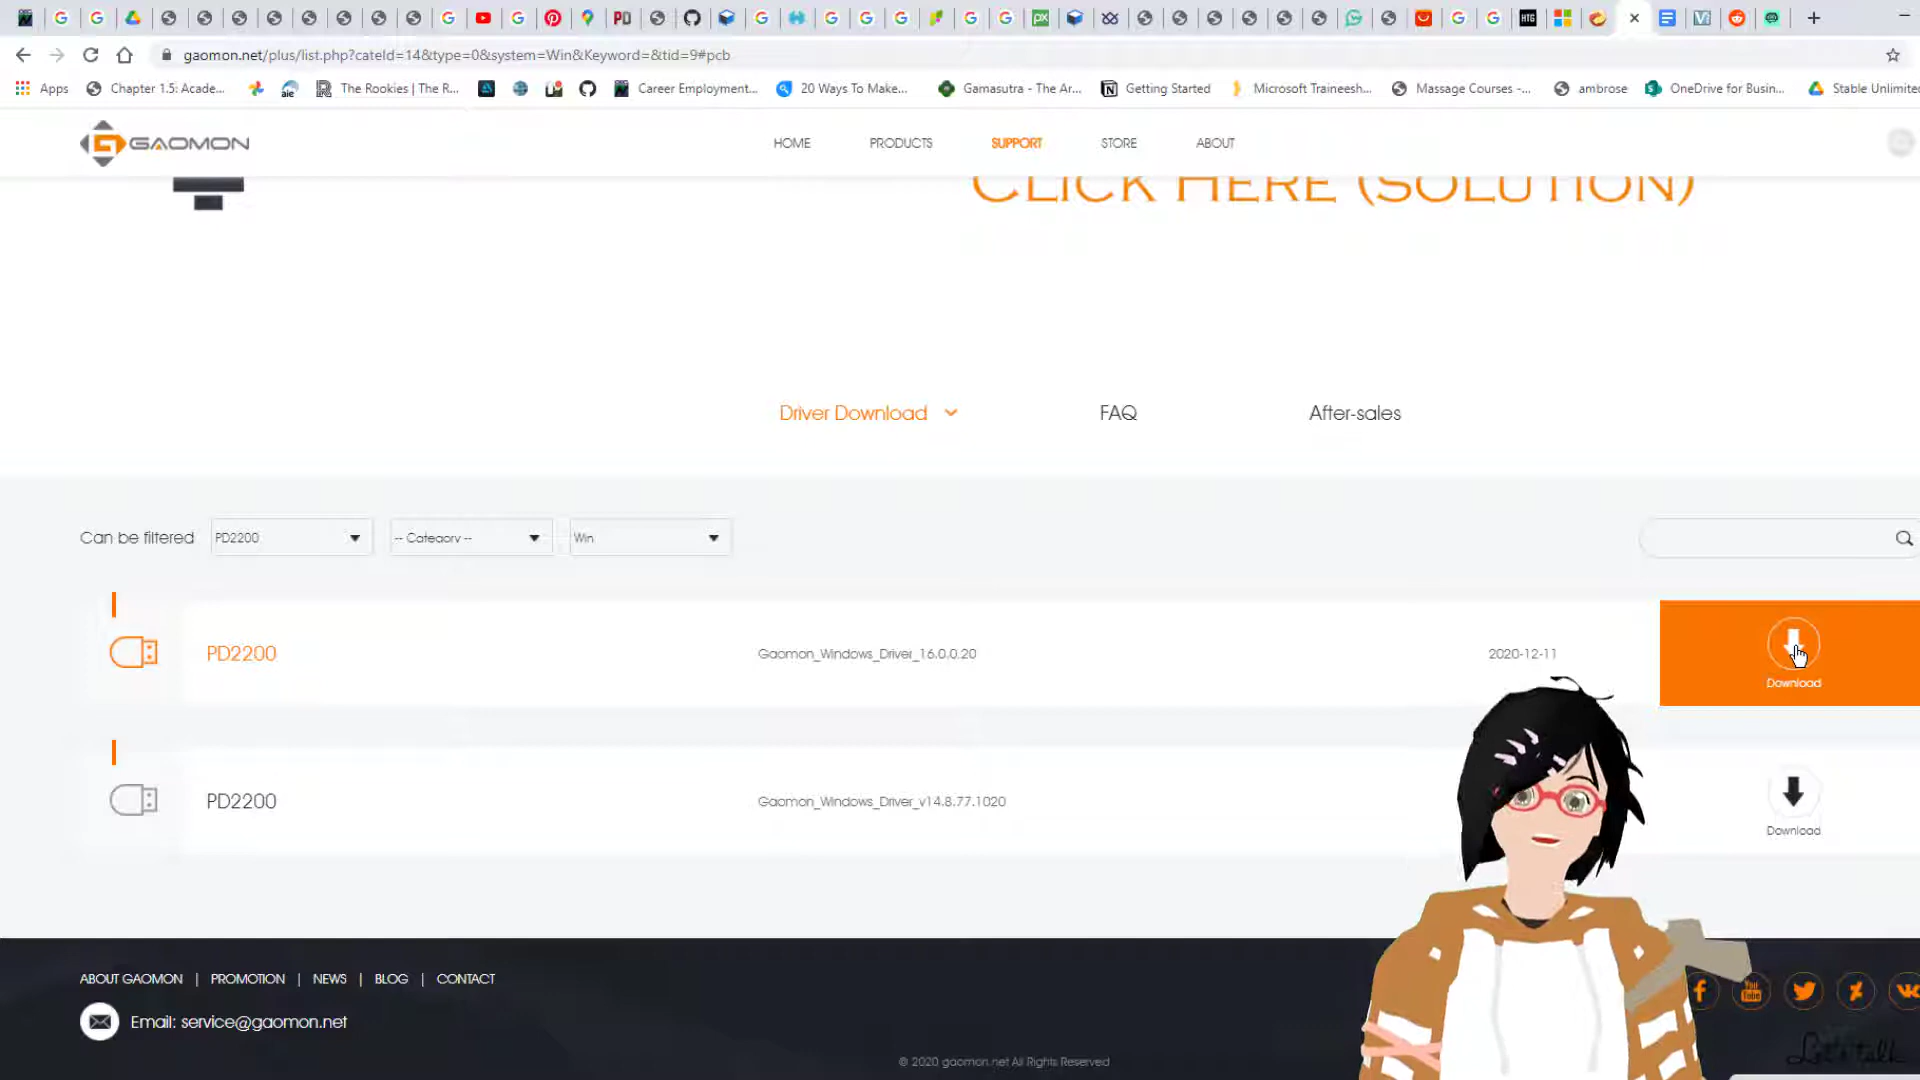 gaomon.net/plus/list.php?cateId=14&type=0&system=Win&Keyword=&tid=9#pcb
Apps Chapter 1.5: Acade... The Rookies | The R... Career Employment... 20 Ways To Make... Gamasutra - The Ar... Getting Started Microsoft Traineesh... Massage Courses -... ambrose OneDrive for Busin... Stable Unlimited
GAOMON HOME PRODUCTS SUPPORT STORE ABOUT
CLICK HERE (SOLUTION)
Driver Download FAQ After-sales
Can be filtered PD2200 -- Category -- Win
PD2200 Gaomon_Windows_Driver_16.0.0.20 2020-12-11 Download
PD2200 Gaomon_Windows_Driver_v14.8.77.1020 Download
ABOUT GAOMON | PROMOTION | NEWS | BLOG | CONTACT
Email: service@gaomon.net
Let's talk
© 2020 gaomon.net All Rights Reserved